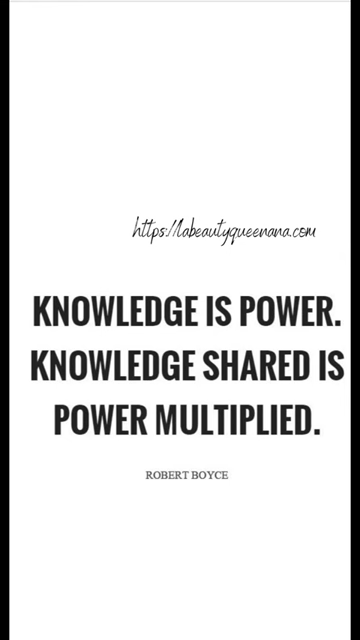 https://labeautyqueenana.com
KNOWLEDGE IS POWER.
KNOWLEDGE SHARED IS
POWER MULTIPLIED.
ROBERT BOYCE